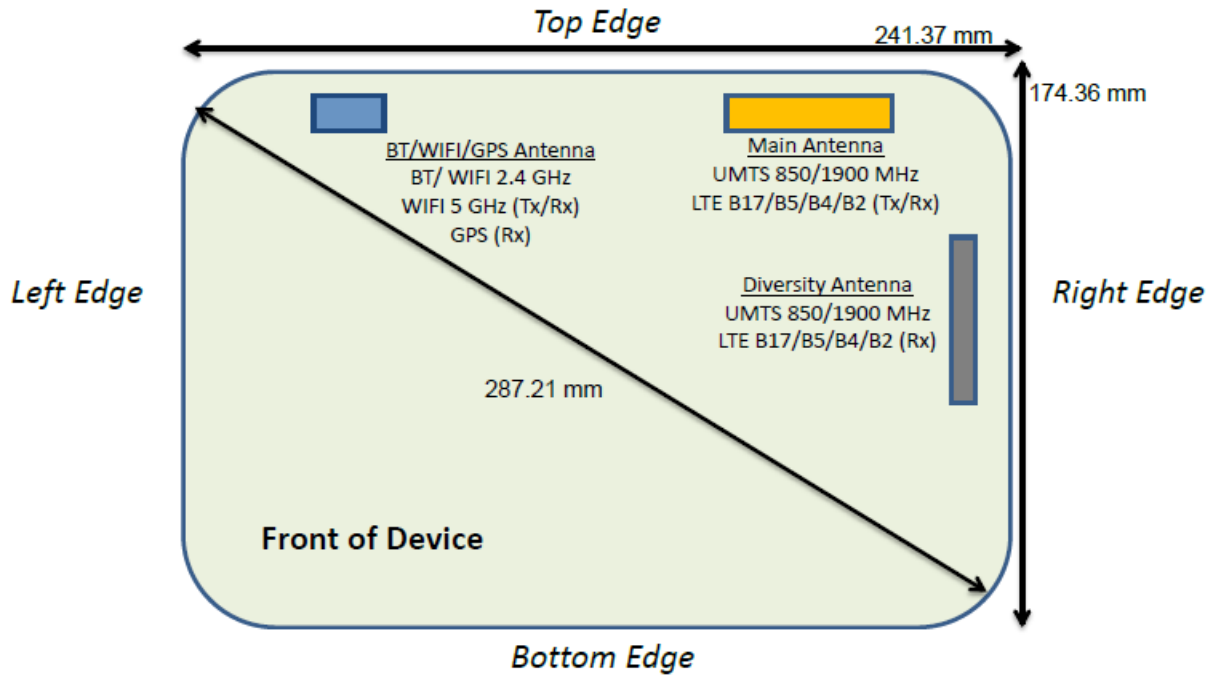 Top Edge
241.37 mm
174.36 mm
BT/WIFI/GPS Antenna
BT/ WIFI 2.4 GHz
WIFI 5 GHz (Tx/Rx)
GPS (Rx)
Main Antenna
UMTS 850/1900 MHz
LTE B17/B5/B4/B2 (Tx/Rx)
Left Edge
Diversity Antenna
UMTS 850/1900 MHz
LTE B17/B5/B4/B2 (Rx)
Right Edge
287.21 mm
Front of Device
Bottom Edge